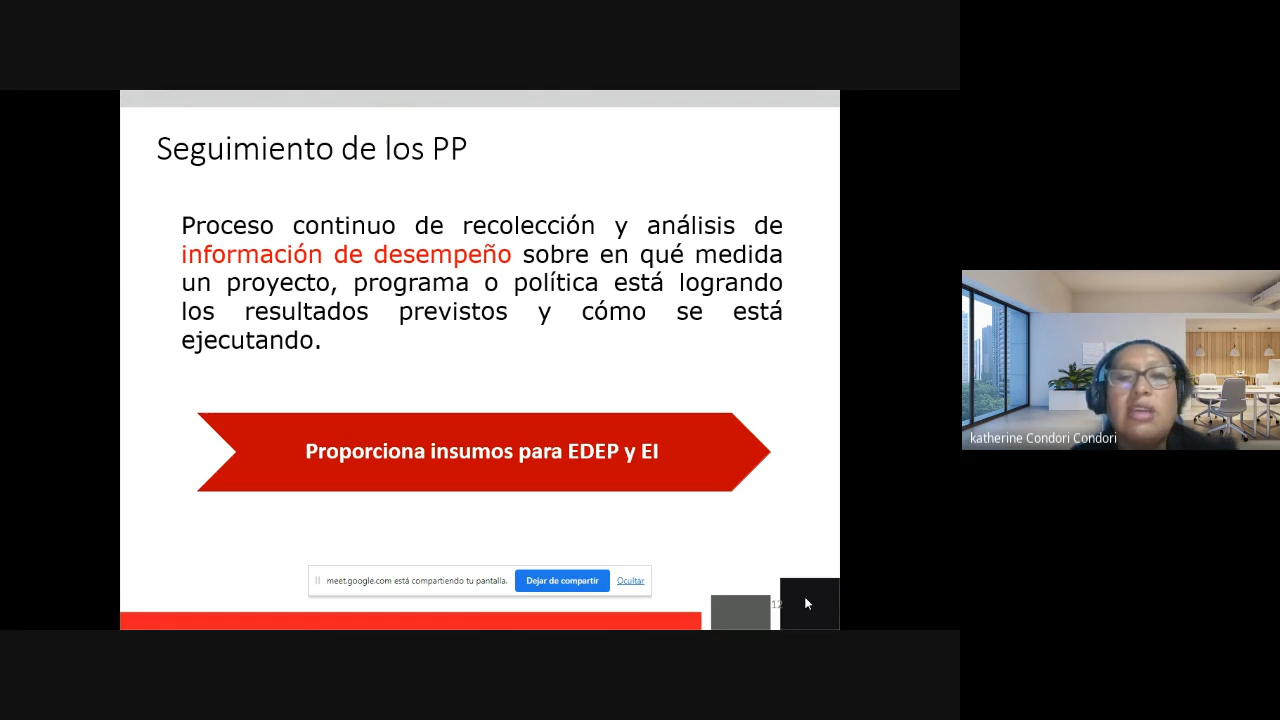 Seguimiento de los PP
Proceso continuo de recolección y análisis de
información de desempeño sobre en qué medida
un proyecto, programa o política está logrando
los resultados previstos y cómo se está
ejecutando.
Proporciona insumos para EDEP y EI
meet.google.com está compartiendo tu pantalla.
Dejar de compartir
Ocultar
12
katherine Condori Condori